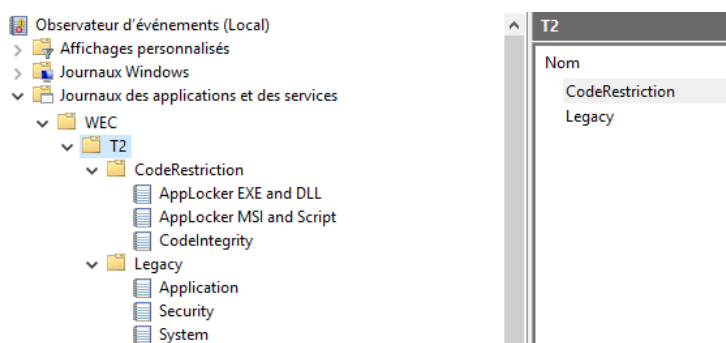 Observateur d'événements (Local)
Affichages personnalisés
Journaux Windows
Journaux des applications et des services
WEC
T2
CodeRestriction
AppLocker EXE and DLL
AppLocker MSI and Script
CodeIntegrity
Legacy
Application
Security
System
T2
Nom
CodeRestriction
Legacy